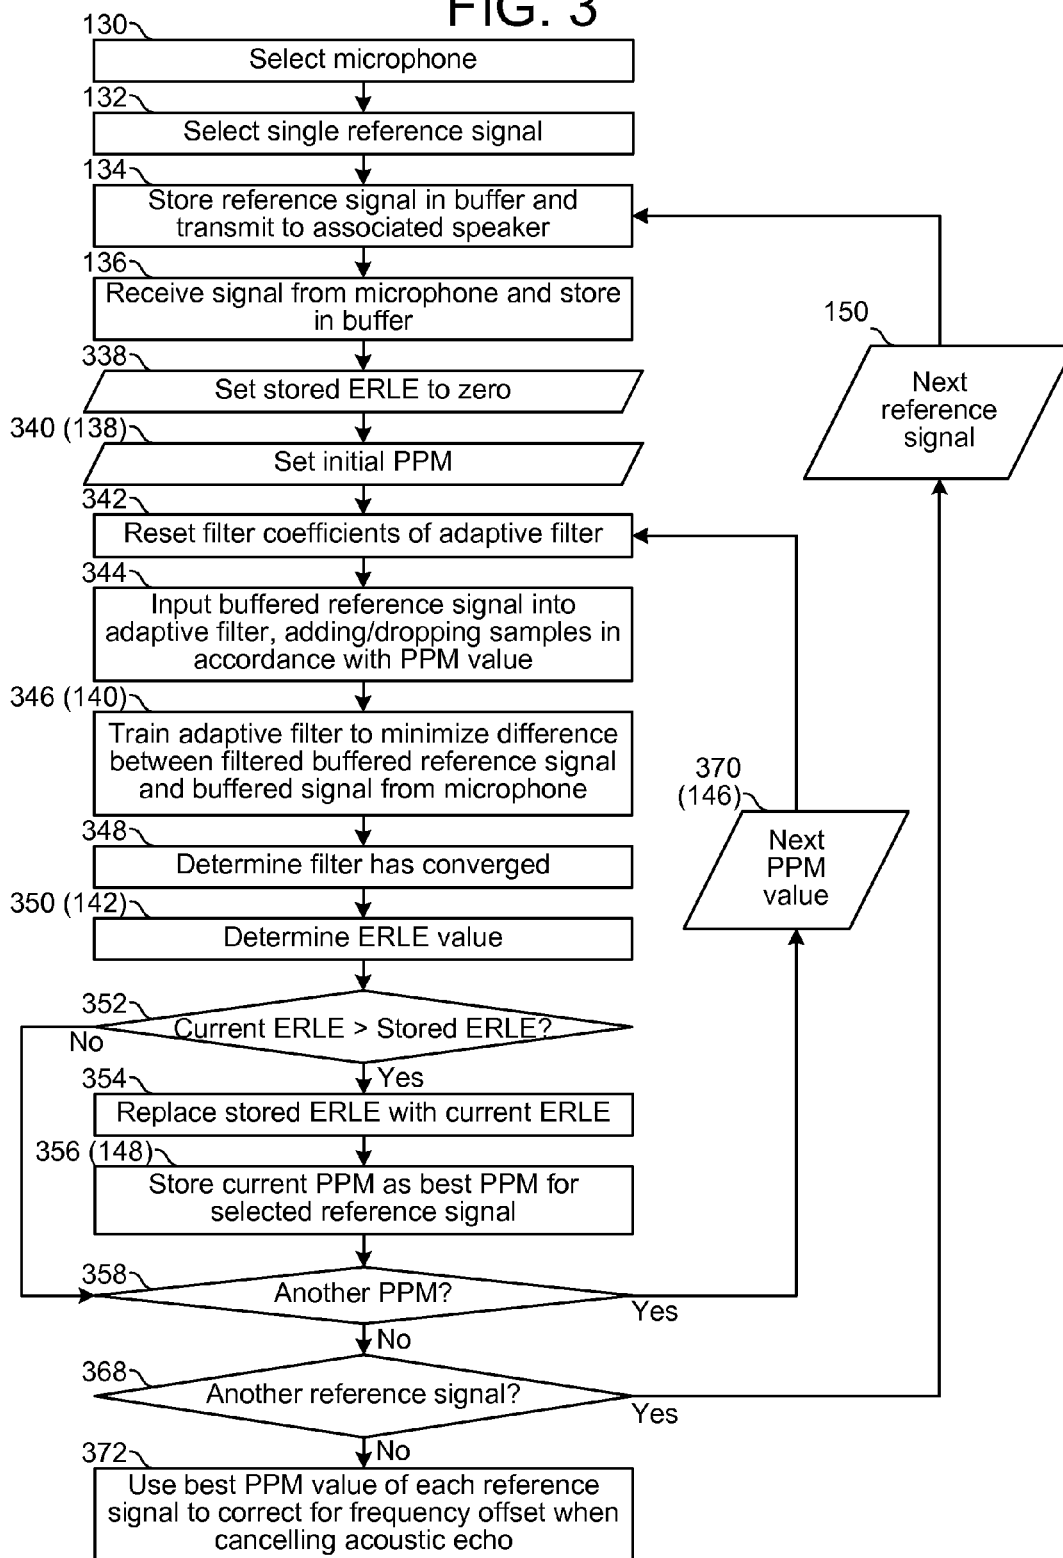 FIG. 3
130
Select microphone
132
Select single reference signal
134
Store reference signal in buffer and
transmit to associated speaker
136
Receive signal from microphone and store
in buffer
150
Next
reference
signal
338
Set stored ERLE to zero
340 (138)
Set initial PPM
342
Reset filter coefficients of adaptive filter
344
Input buffered reference signal into
adaptive filter, adding/dropping samples in
accordance with PPM value
346 (140)
Train adaptive filter to minimize difference
between filtered buffered reference signal
and buffered signal from microphone
370
(146)
Next
PPM
value
348
Determine filter has converged
350 (142)
Determine ERLE value
352
Current ERLE > Stored ERLE?
No
Yes
354
Replace stored ERLE with current ERLE
356 (148)
Store current PPM as best PPM for
selected reference signal
358
Another PPM?
Yes
No
368
Another reference signal?
Yes
No
372
Use best PPM value of each reference
signal to correct for frequency offset when
cancelling acoustic echo